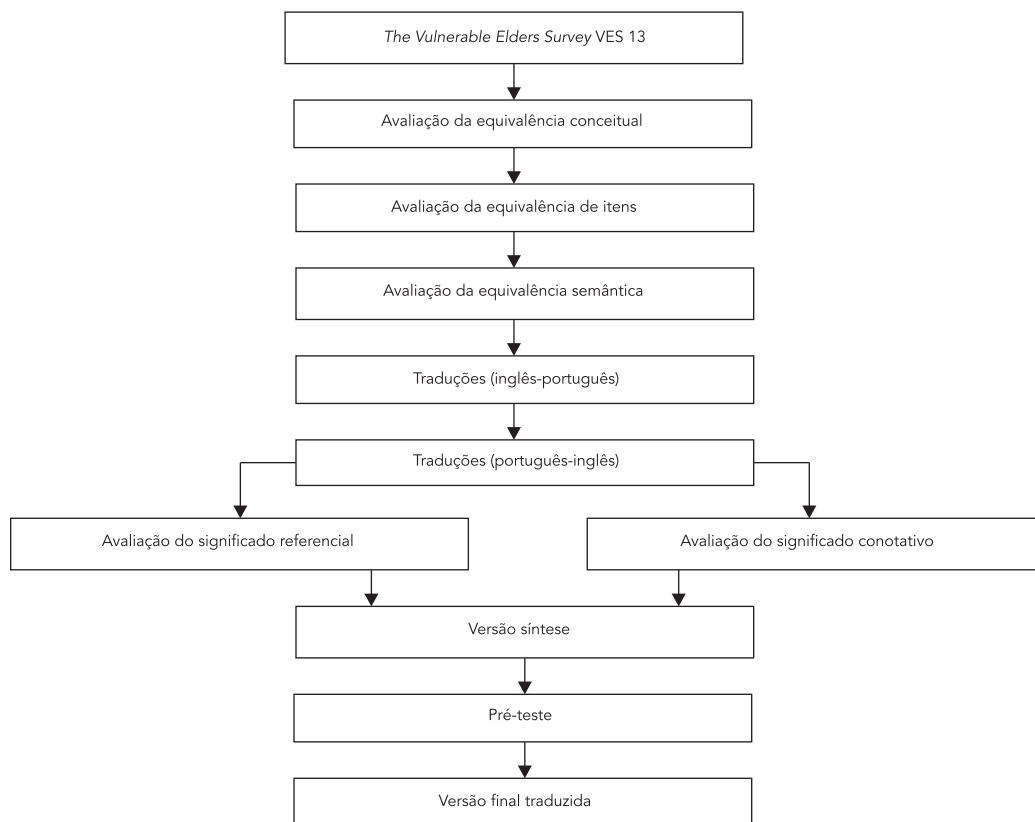 The Vulnerable Elders Survey VES 13
Avaliação da equivalência conceitual
Avaliação da equivalência de itens
Avaliação da equivalência semântica
Traduções (inglês-português)
Traduções (português-inglês)
Avaliação do significado referencial
Avaliação do significado conotativo
Versão síntese
Pré-teste
Versão final traduzida